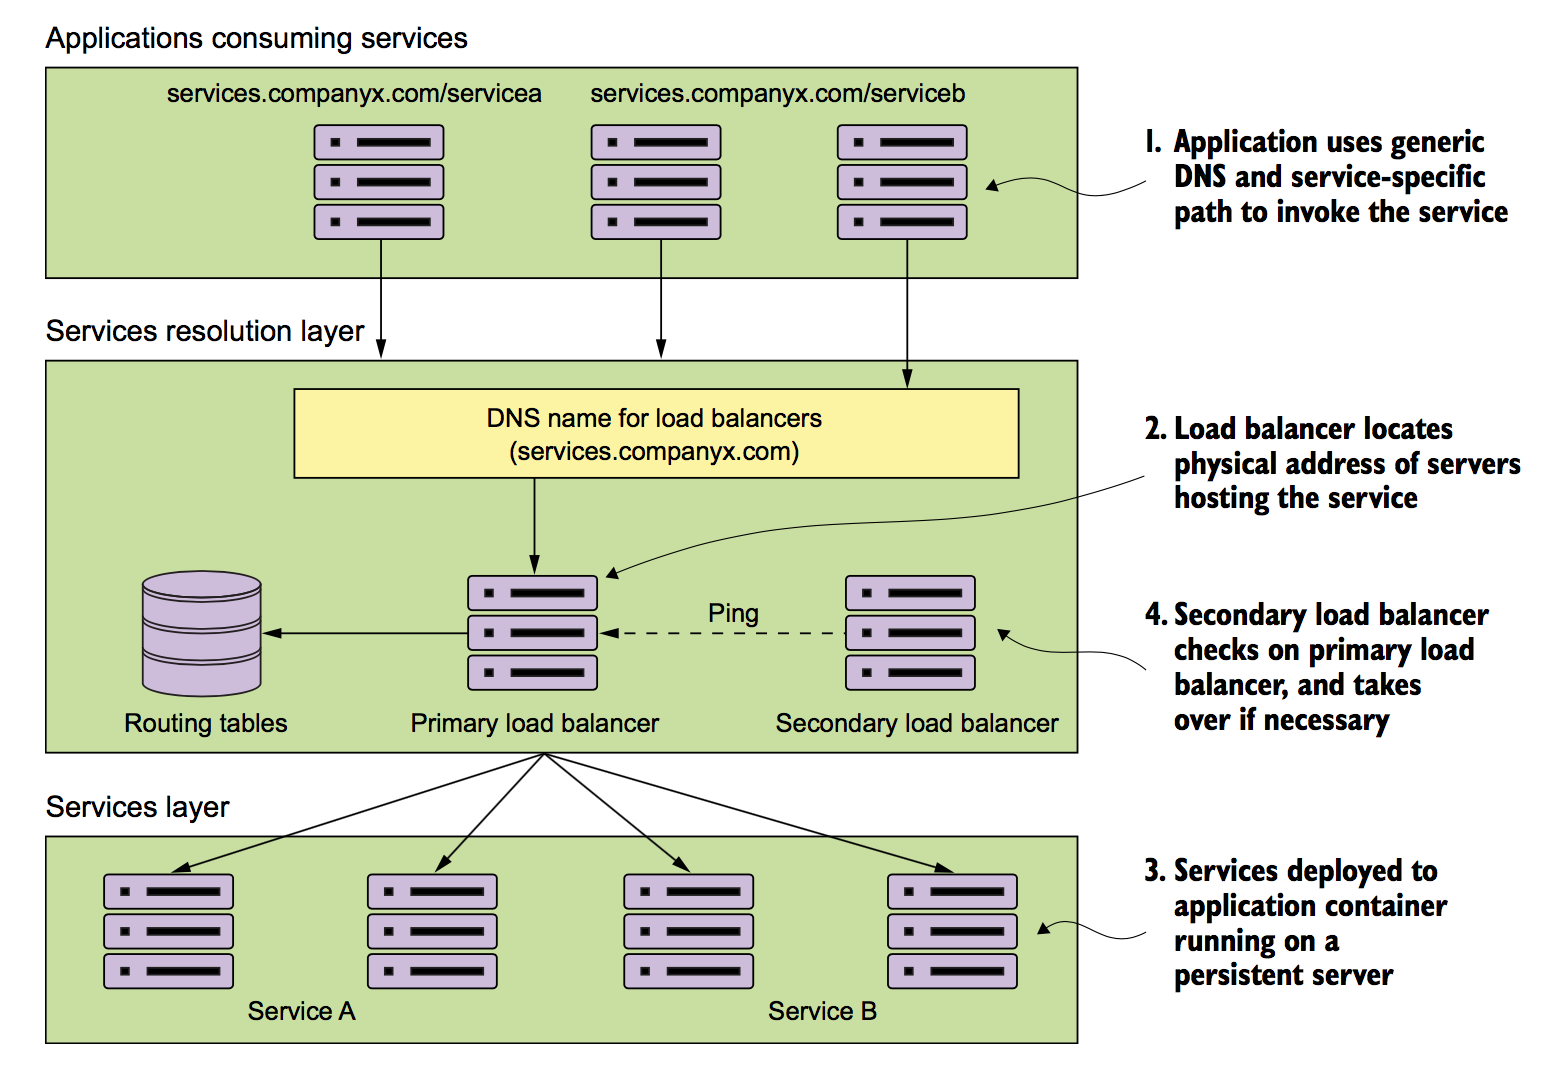 Applications consuming services
services.companyx.com/servicea
services.companyx.com/serviceb
1. Application uses generic
DNS and service-specific
path to invoke the service
Services resolution layer
DNS name for load balancers
(services.companyx.com)
2. Load balancer locates
physical address of servers
hosting the service
Ping
4. Secondary load balancer
checks on primary load
balancer, and takes
over if necessary
Routing tables
Primary load balancer
Secondary load balancer
Services layer
3. Services deployed to
application container
running on a
persistent server
Service A
Service B